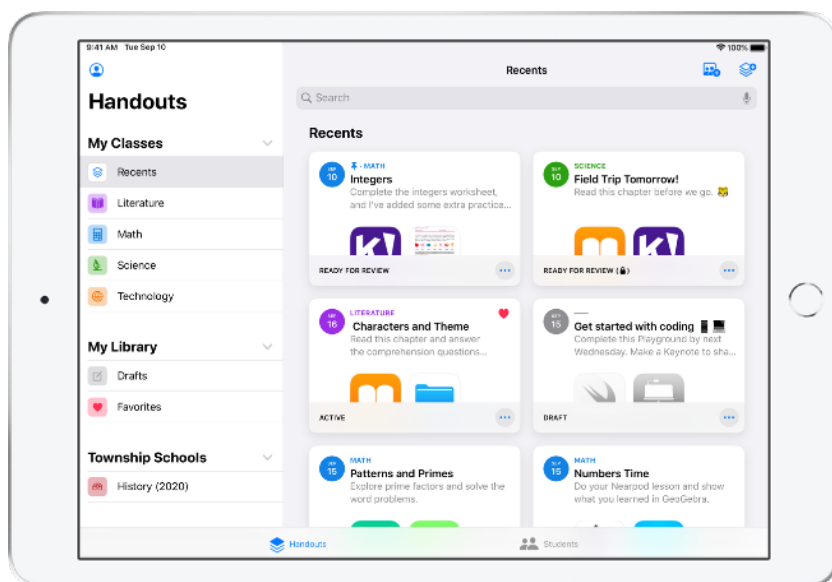 9:41 AM Tue Sep 10
100%
Handouts
My Classes
Recents
Literature
Math
Science
Technology
My Library
Drafts
Favorites
Township Schools
History (2020)
Recents
Search
Recents
SEP
10
MATH
Integers
Complete the integers worksheet,
and I've added some extra practice...
K!
READY FOR REVIEW
SEP
10
SCIENCE
Field Trip Tomorrow!
Read this chapter before we go.
K!
READY FOR REVIEW
SEP
16
LITERATURE
Characters and Theme
Read this chapter and answer
the comprehension questions...
ACTIVE
SEP
15
Get started with coding
Complete this Playground by next
Wednesday. Make a Keynote to sha...
DRAFT
SEP
15
MATH
Patterns and Primes
Explore prime factors and solve the
word problems.
SEP
15
MATH
Numbers Time
Do your Nearpod lesson and show
what you learned in GeoGebra.
Handouts
Students